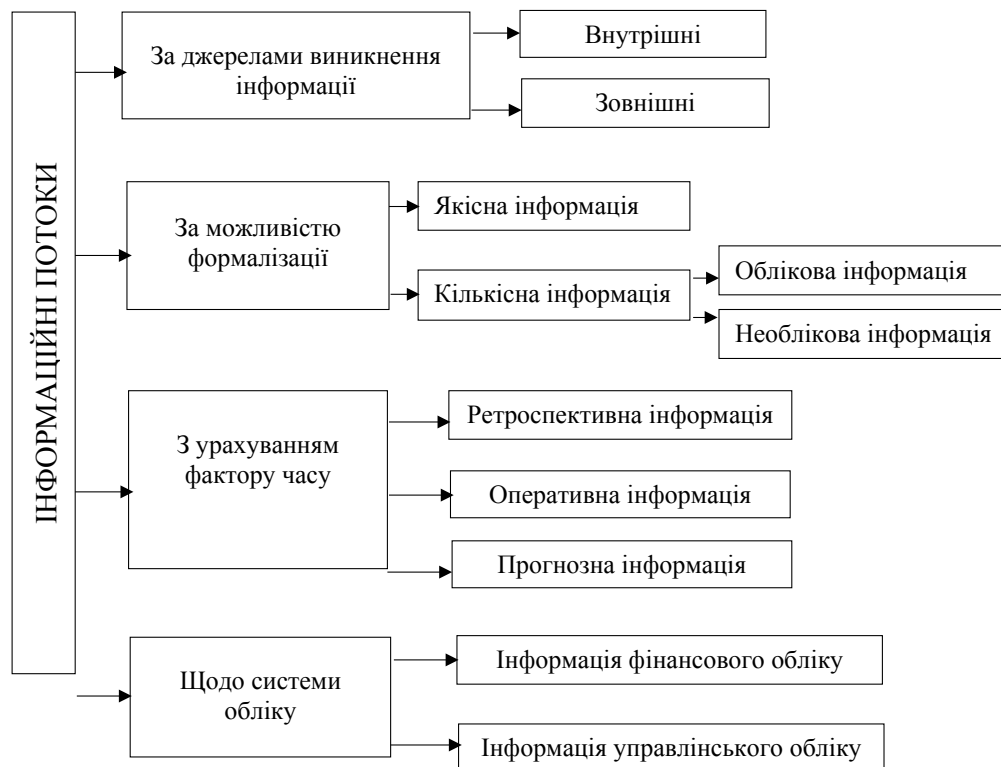 ІНФОРМАЦІЙНІ ПОТОКИ
За джерелами виникнення
інформації
Внутрішні
Зовнішні
За можливістю
формалізації
Якісна інформація
Кількісна інформація
Облікова інформація
Необлікова інформація
З урахуванням
фактору часу
Ретроспективна інформація
Оперативна інформація
Прогнозна інформація
Щодо системи
обліку
Інформація фінансового обліку
Інформація управлінського обліку